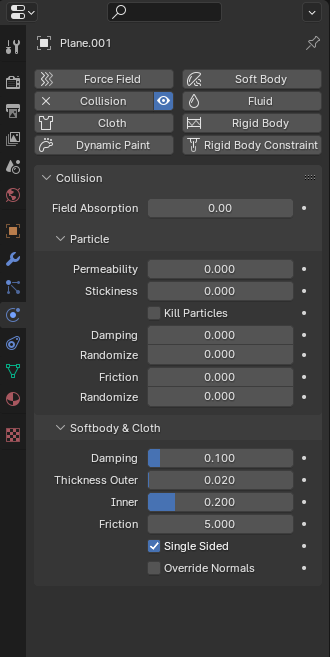 Plane.001
Force Field Soft Body
Collision Fluid
Cloth Rigid Body
Dynamic Paint Rigid Body Constraint
Collision
Field Absorption 0.00
Particle
Permeability 0.000
Stickiness 0.000
Kill Particles
Damping 0.000
Randomize 0.000
Friction 0.000
Randomize 0.000
Softbody & Cloth
Damping 0.100
Thickness Outer 0.020
Inner 0.200
Friction 5.000
Single Sided
Override Normals